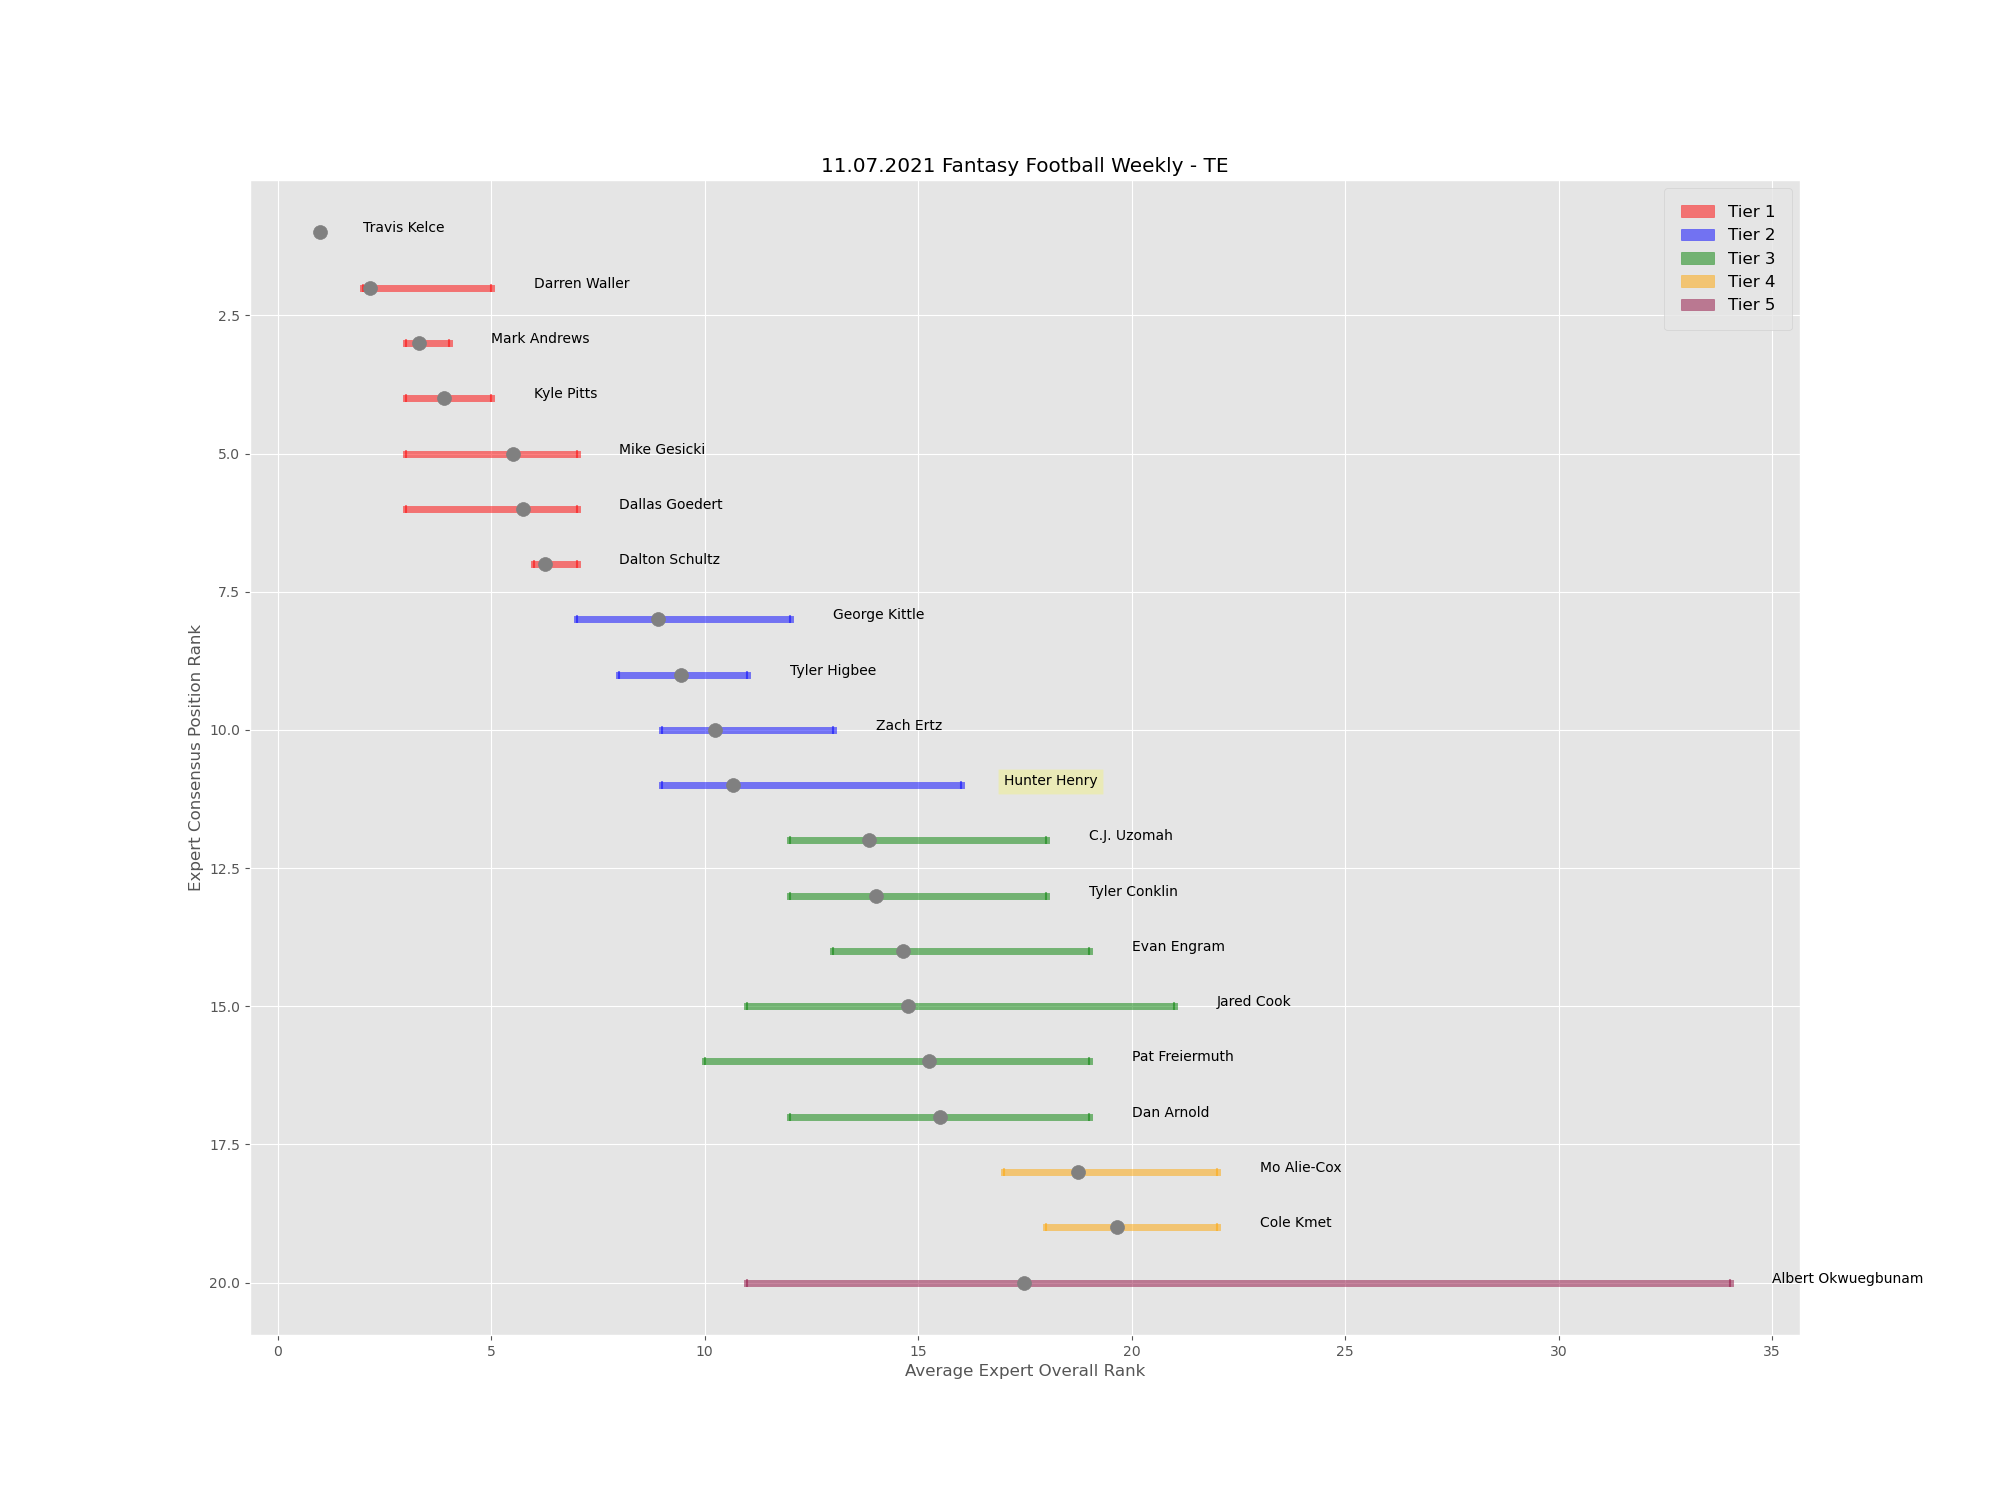 11.07.2021 Fantasy Football Weekly - TE
Tier 1
Tier 2
Tier 3
Tier 4
Tier 5
Travis Kelce
Darren Waller
2.5
Mark Andrews
Kyle Pitts
5.0
Mike Gesicki
Dallas Goedert
Dalton Schultz
7.5
George Kittle
Tyler Higbee
Expert Consensus Position Rank
10.0
Zach Ertz
Hunter Henry
C.J. Uzomah
12.5
Tyler Conklin
Evan Engram
15.0
Jared Cook
Pat Freiermuth
Dan Arnold
17.5
Mo Alie-Cox
Cole Kmet
20.0
Albert Okwuegbunam
0 5 10 15 20 25 30 35
Average Expert Overall Rank